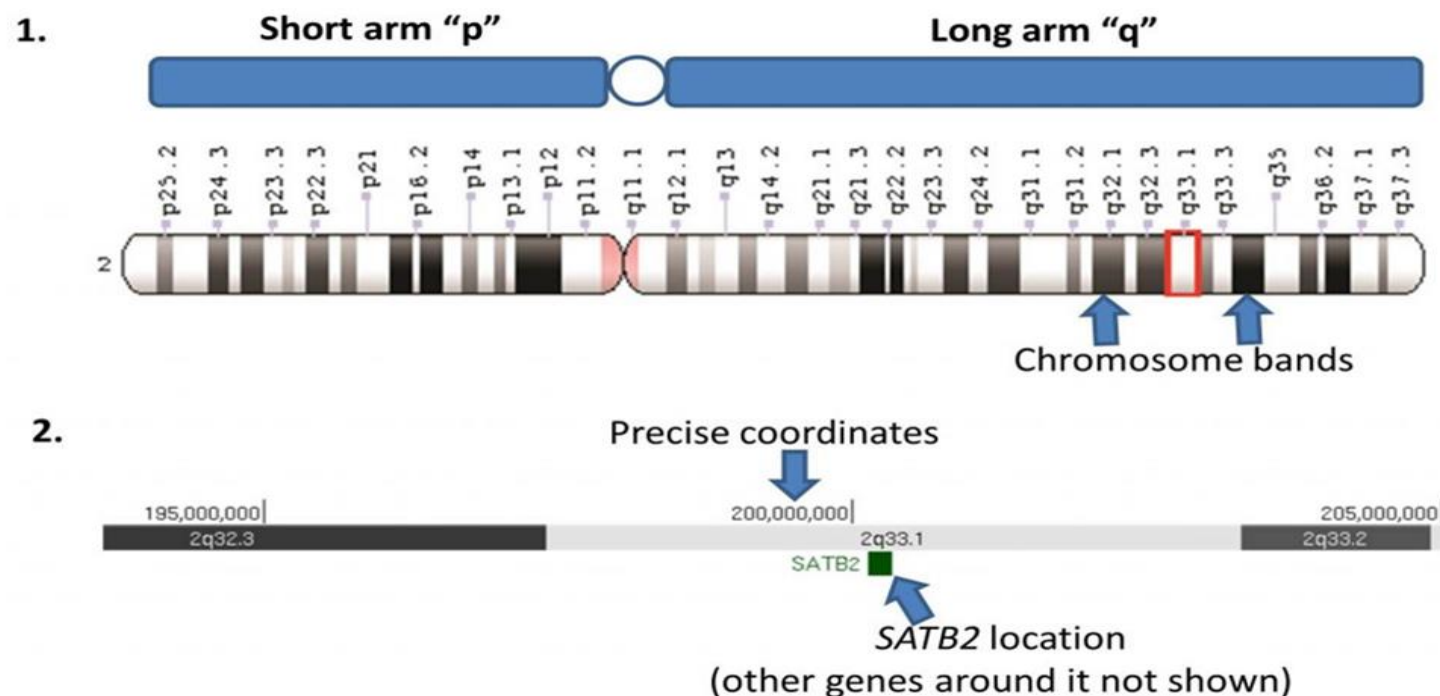 1.
Short arm “p”
Long arm “q”
p25.2
p24.3
p23.3
p22.3
p21
p16.2
p14
p13.1
p12
p11.2
q11.1
q12.1
q13
q14.2
q21.1
q21.3
q22.2
q23.3
q24.2
q31.1
q31.2
q32.1
q32.3
q33.1
q33.3
q35
q36.2
q37.1
q37.3
2
Chromosome bands
2.
Precise coordinates
195,000,000 200,000,000 205,000,000
2q32.3 2q33.1 2q33.2
SATB2
SATB2 location
(other genes around it not shown)